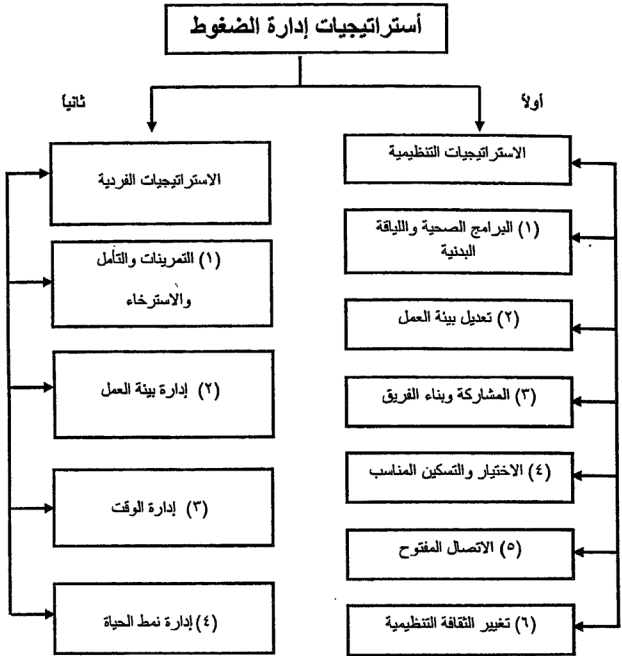 أستراتيجيات إدارة الضغوط
أولاً
ثانياً
الاستراتيجيات التنظيمية
(١) البرامج الصحية واللياقة
البدنية
(٢) تعديل بيئة العمل
(٣) المشاركة وبناء الفريق
(٤) الاختيار والتسكين المناسب
(٥) الاتصال المفتوح
(٦) تغيير الثقافة التنظيمية
الاستراتيجيات الفردية
(١) التمرينات والتأمل
والاسترخاء
(٢) إدارة بيئة العمل
(٣) إدارة الوقت
(٤) إدارة نمط الحياة